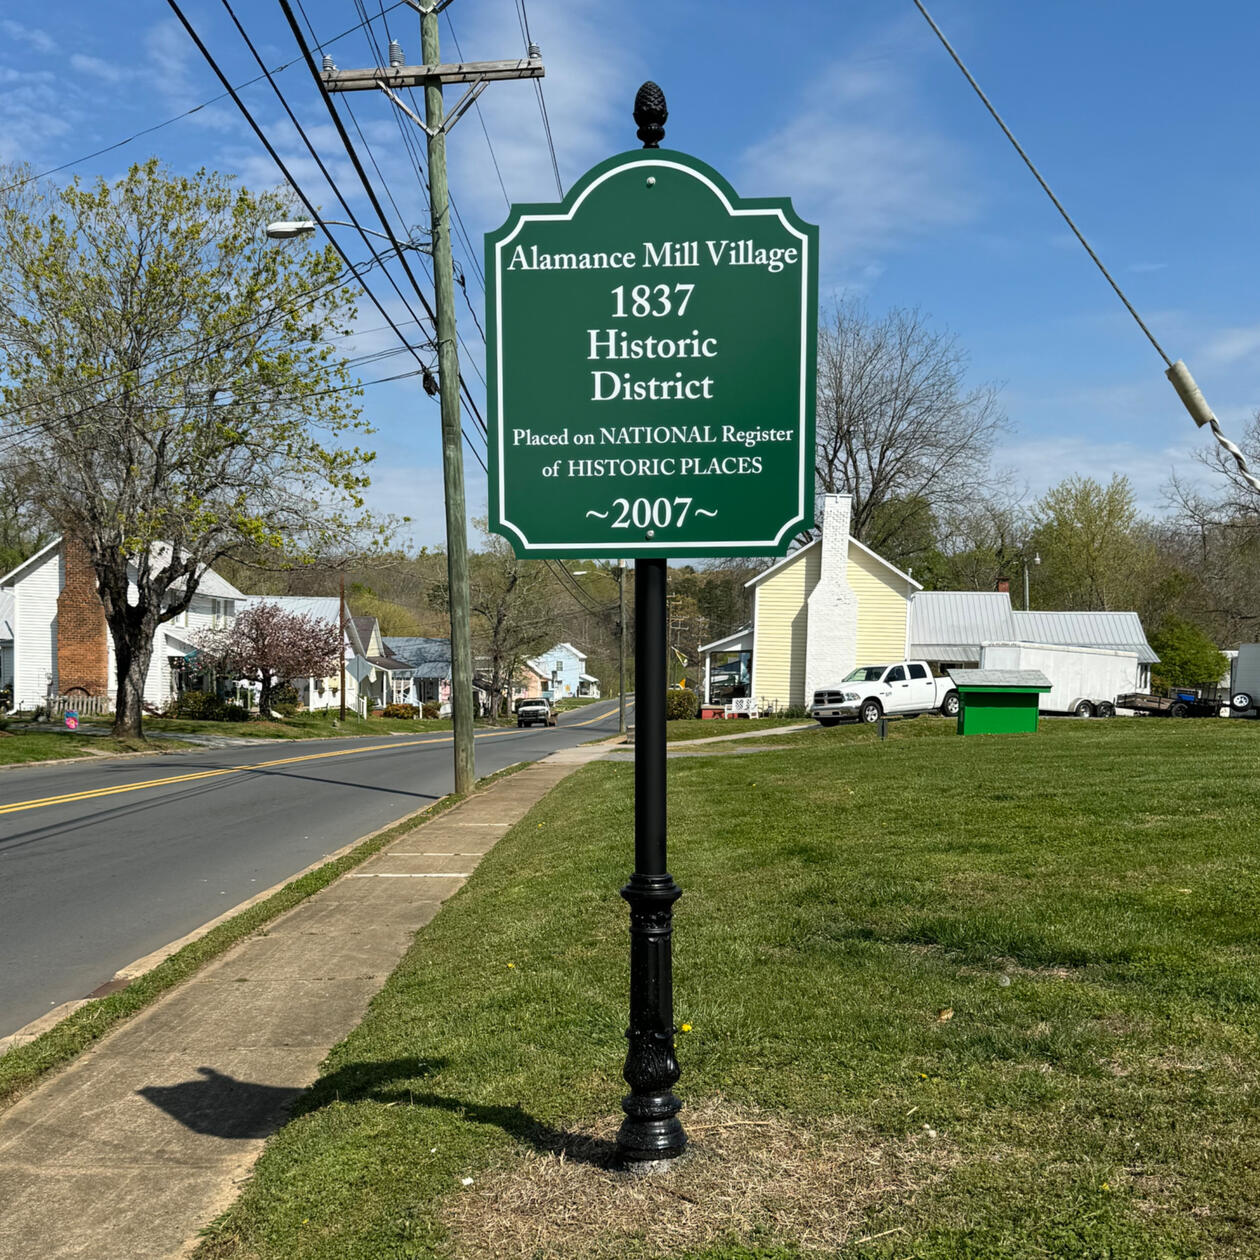 Alamance Mill Village
1837
Historic
District
Placed on NATIONAL Register
of HISTORIC PLACES
~2007~